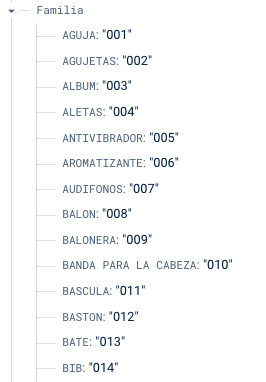 Familia
AGUJA: "001"
AGUJETAS: "002"
ALBUM: "003"
ALETAS: "004"
ANTIVIBRADOR: "005"
AROMATIZANTE: "006"
AUDIFONOS: "007"
BALON: "008"
BALONERA: "009"
BANDA PARA LA CABEZA: "010"
BASCULA: "011"
BASTON: "012"
BATE: "013"
BIB: "014"